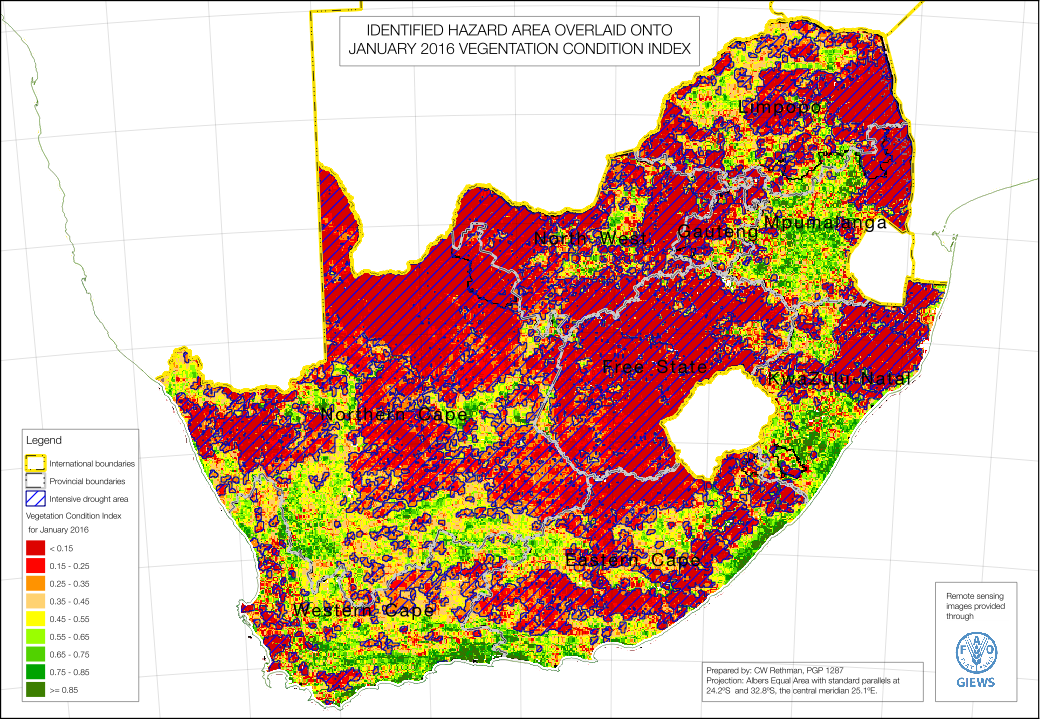 IDENTIFIED HAZARD AREA OVERLAID ONTO
JANUARY 2016 VEGENTATION CONDITION INDEX
Limpopo
Mpumalanga
North West
Gauteng
Free State
Kwazulu-Natal
Northern Cape
Eastern Cape
Western Cape
Legend
International boundaries
Provincial boundaries
Intensive drought area
Vegetation Condition Index
for January 2016
< 0.15
0.15 - 0.25
0.25 - 0.35
0.35 - 0.45
0.45 - 0.55
0.55 - 0.65
0.65 - 0.75
0.75 - 0.85
>= 0.85
Prepared by: CW Rethman, PGP 1287
Projection: Albers Equal Area with standard parallels at
24.2ºS and 32.8ºS, the central meridian 25.1ºE.
Remote sensing
images provided
through
F A O
GIEWS